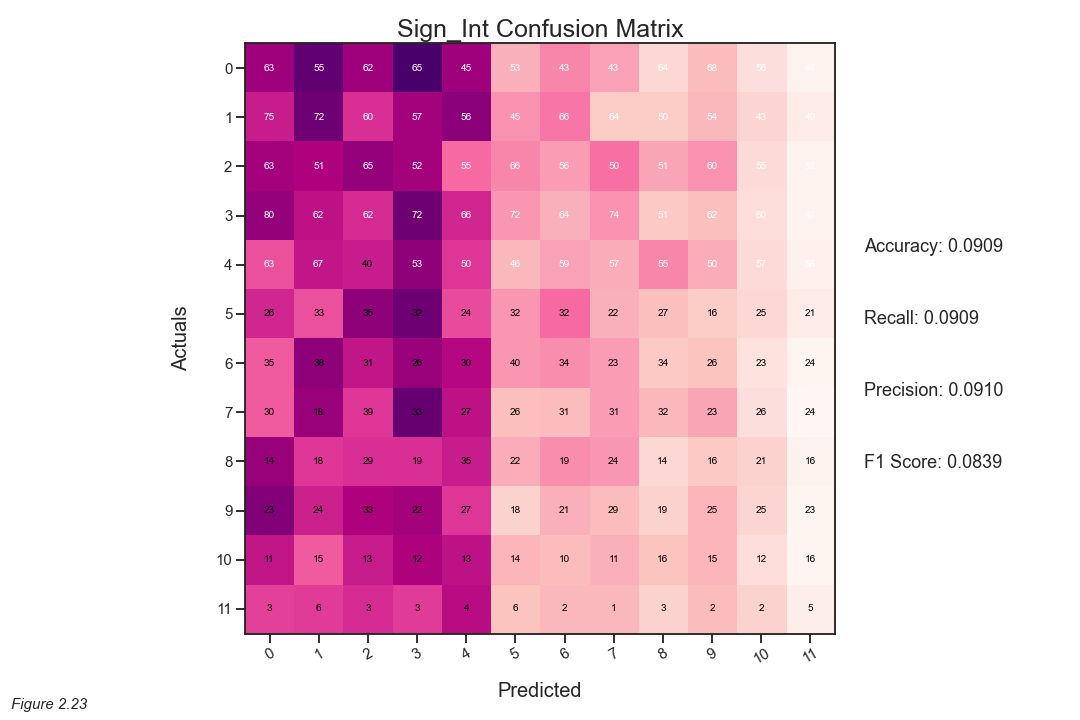 Sign_Int Confusion Matrix
0 63 55 62 65 45 53 43 43 64 68 56
1 75 72 60 57 56 45 66 64 50 54 43
2 63 51 65 52 55 66 56 50 51 60 55
3 80 62 62 72 66 72 64 74 51 62 60
4 63 67 40 53 50 46 59 57 55 50 57
5 26 33 35 32 24 32 32 22 27 16 25 21
6 35 38 31 26 30 40 34 23 34 26 23 24
7 30 18 39 33 27 26 31 31 32 23 26 24
8 14 18 29 19 35 22 19 24 14 16 21 16
9 23 24 33 22 27 18 21 29 19 25 25 23
10 11 15 13 12 13 14 10 11 16 15 12 16
11 3 6 3 3 4 6 2 1 3 2 2 5
0 1 2 3 4 5 6 7 8 9 10 11
Actuals
Predicted
Accuracy: 0.0909
Recall: 0.0909
Precision: 0.0910
F1 Score: 0.0839
Figure 2.23